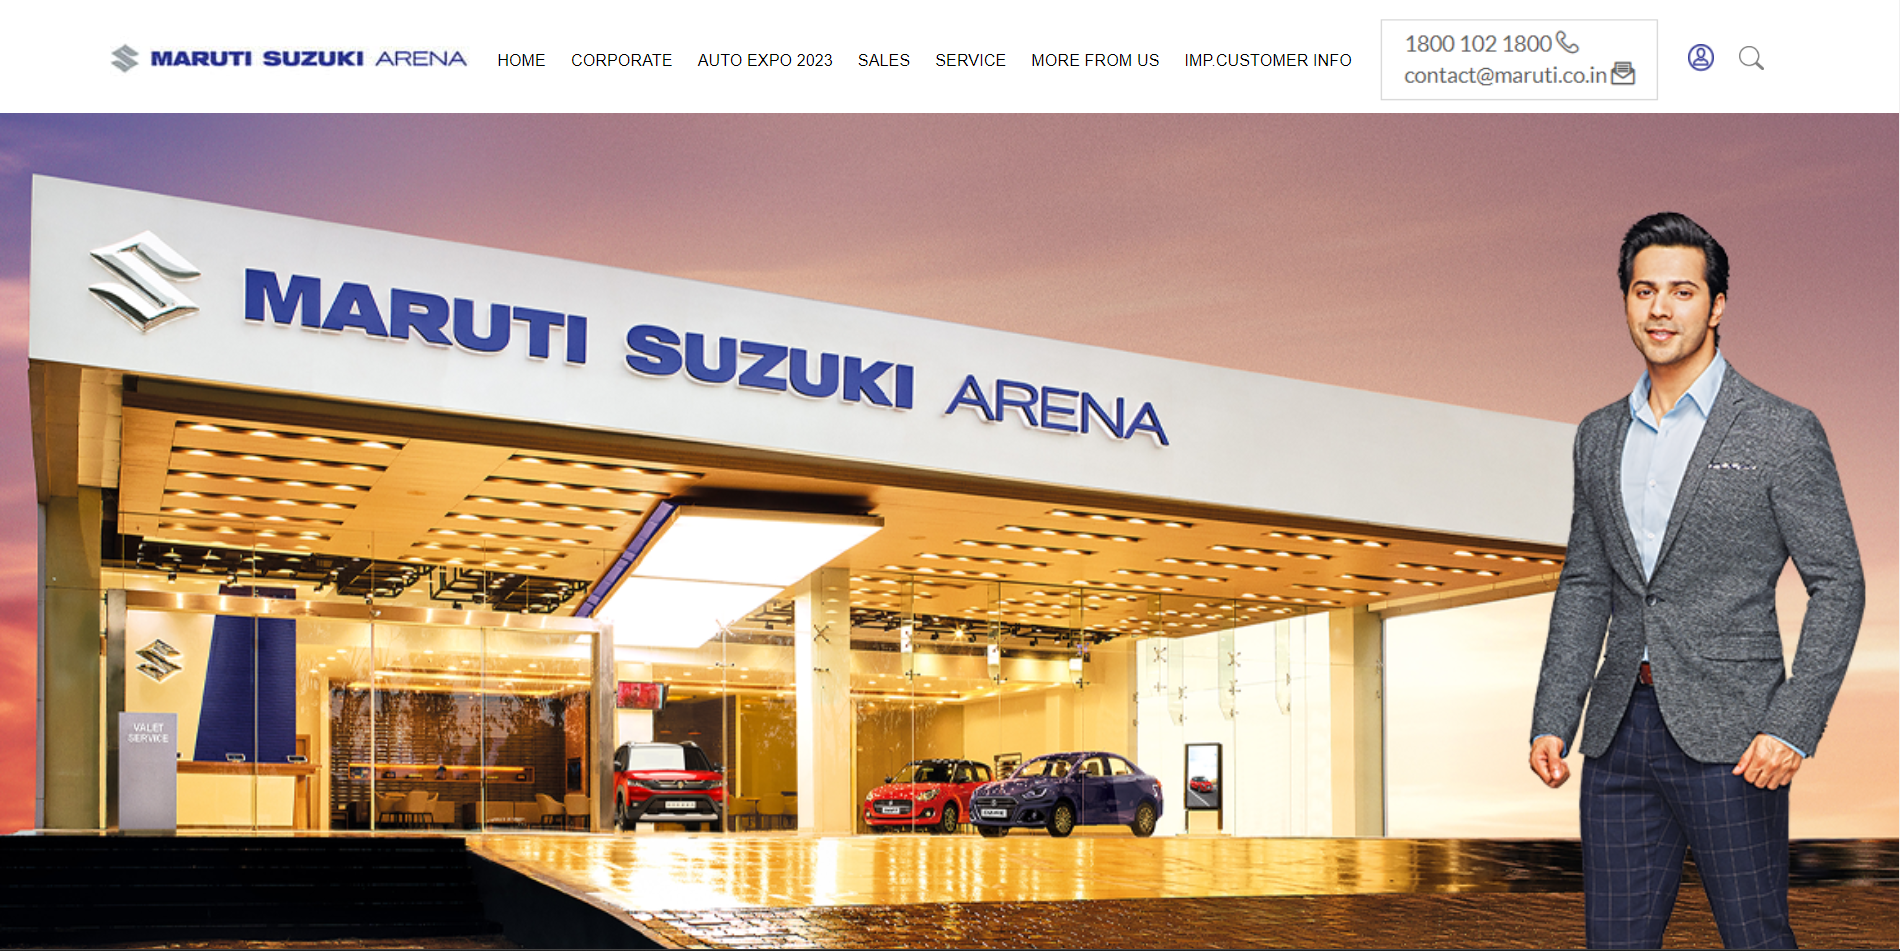 MARUTI SUZUKI ARENA
HOME
CORPORATE
AUTO EXPO 2023
SALES
SERVICE
MORE FROM US
IMP.CUSTOMER INFO
1800 102 1800
contact@maruti.co.in
MARUTI SUZUKI ARENA
VALET
SERVICE